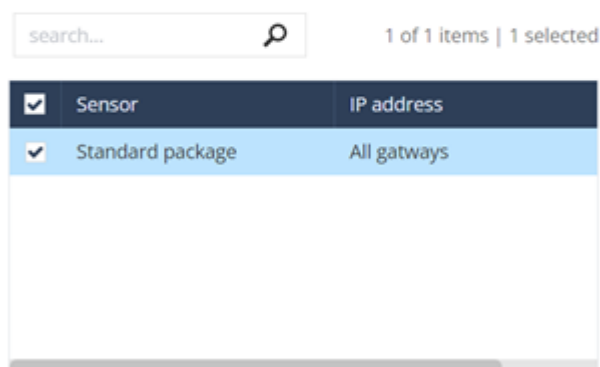 search... 1 of 1 items | 1 selected
Sensor IP address
Standard package All gatways